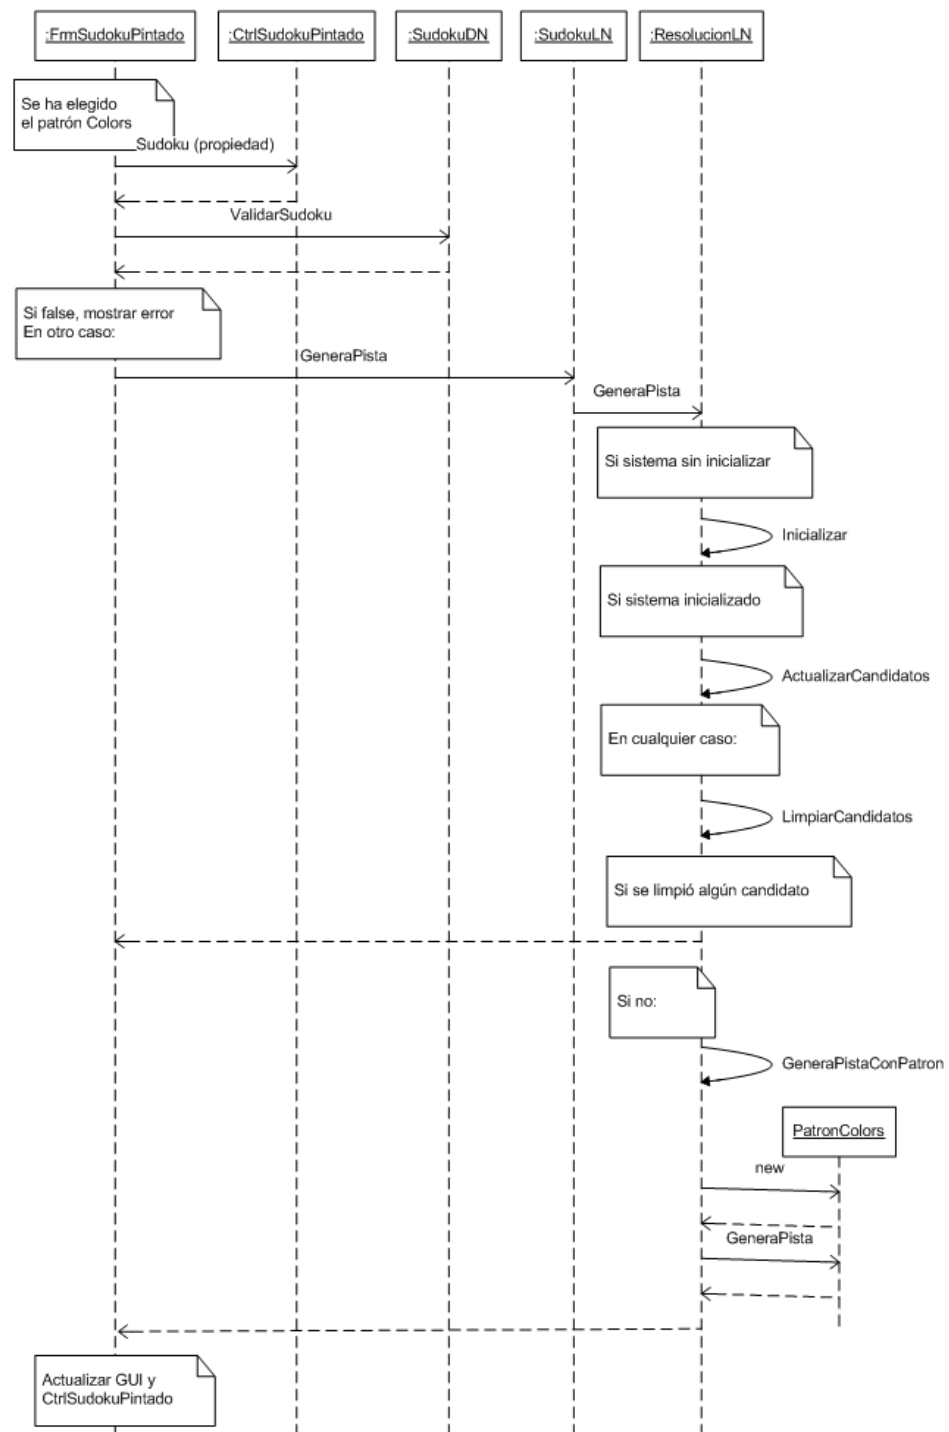 :FrmSudokuPintado
:CtrlSudokuPintado
:SudokuDN
:SudokuLN
:ResolucionLN
Se ha elegido
el patrón Colors
Sudoku (propiedad)
ValidarSudoku
Si false, mostrar error
En otro caso:
GeneraPista
GeneraPista
Si sistema sin inicializar
Inicializar
Si sistema inicializado
ActualizarCandidatos
En cualquier caso:
LimpiarCandidatos
Si se limpió algún candidato
Si no:
GeneraPistaConPatron
PatronColors
new
GeneraPista
Actualizar GUI y
CtrlSudokuPintado